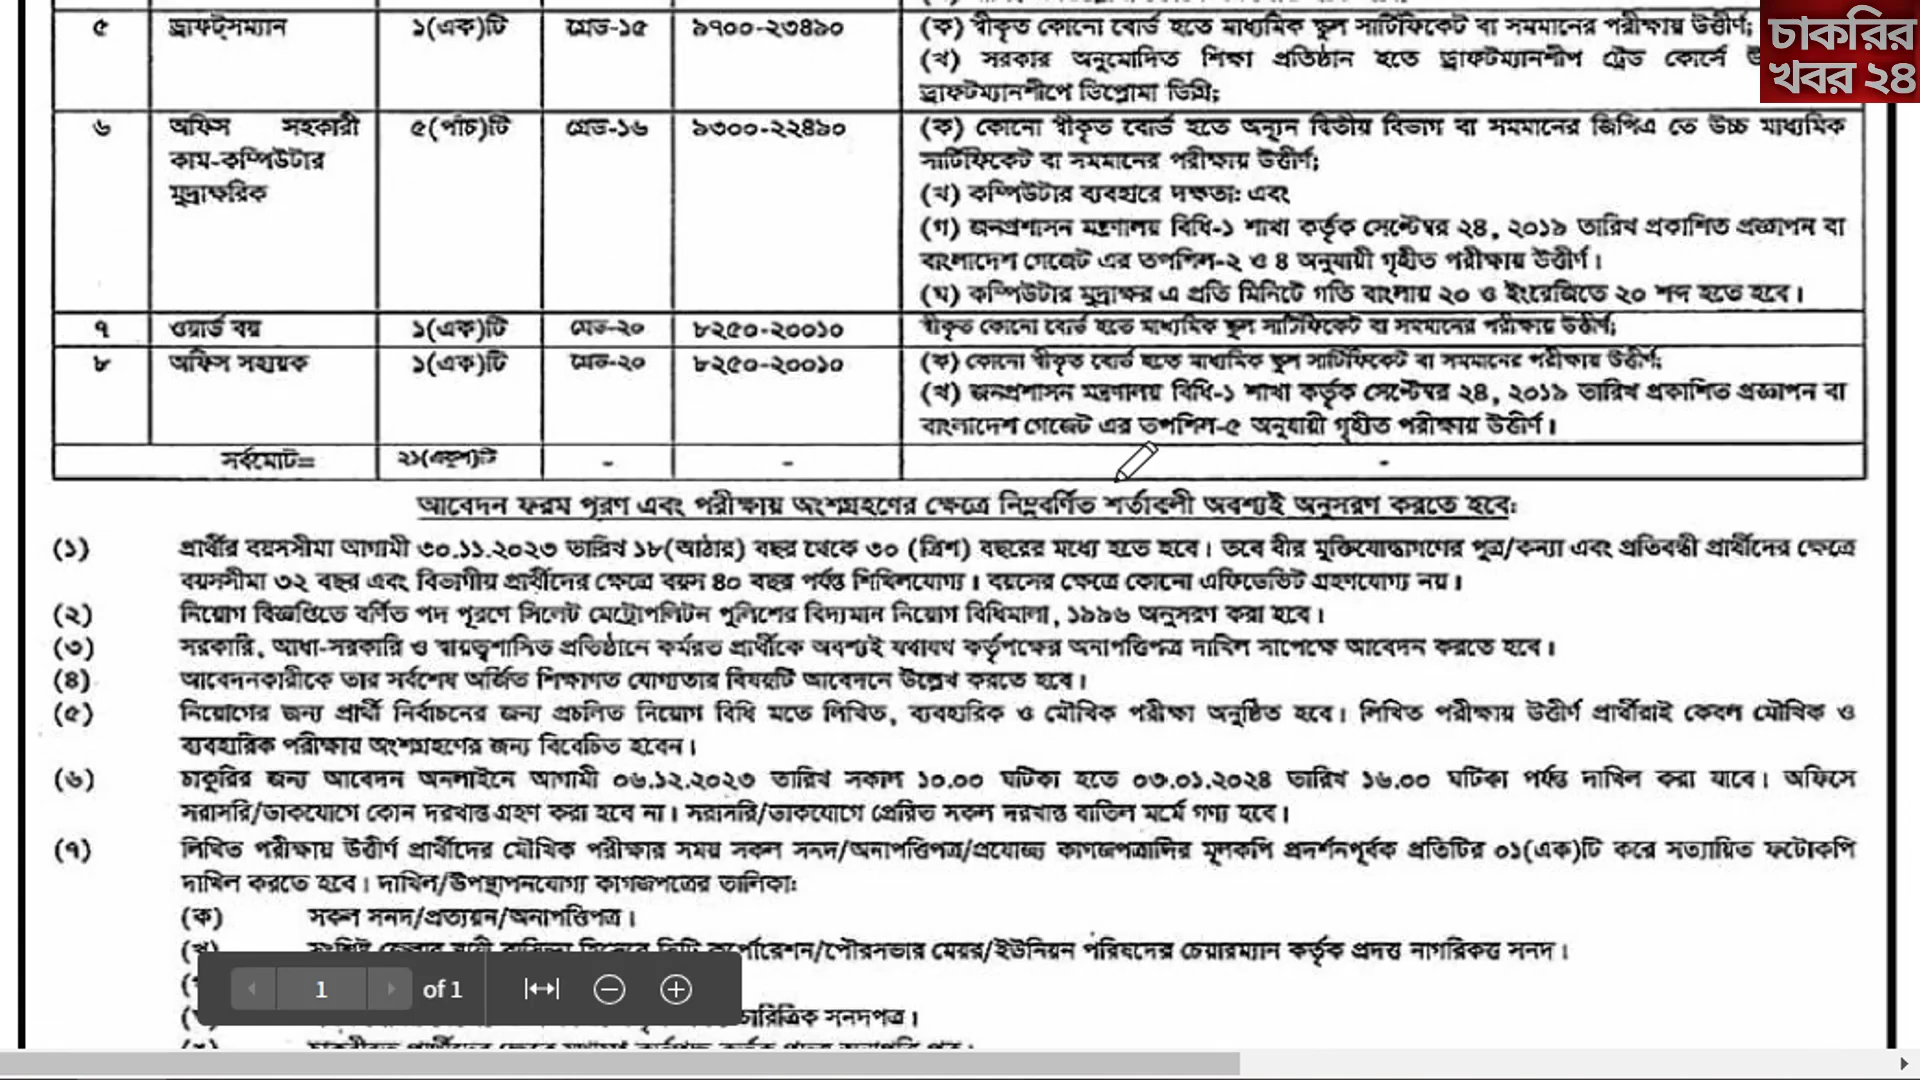 চাকরির
খবর ২৪
৫ ড্রাফট্সম্যান ১(এক)টি গ্রেড-১৫ ৯৭০০-২৩৪৯০ (ক) স্বীকৃত কোনো বোর্ড হতে মাধ্যমিক স্কুল সার্টিফিকেট বা সমমানের পরীক্ষায় উত্তীর্ণ;
(খ) সরকার অনুমোদিত শিক্ষা প্রতিষ্ঠান হতে ড্রাফটম্যানশীপ ট্রেড কোর্সে
ড্রাফটম্যানশীপে ডিপ্লোমা ডিগ্রি;
৬ অফিস সহকারী ৫(পাঁচ)টি গ্রেড-১৬ ৯৩০০-২২৪৯০ (ক) কোনো স্বীকৃত বোর্ড হতে অন্যূন দ্বিতীয় বিভাগ বা সমমানের জিপিএ তে উচ্চ মাধ্যমিক
কাম-কম্পিউটার সার্টিফিকেট বা সমমানের পরীক্ষায় উত্তীর্ণ;
মুদ্রাক্ষরিক (খ) কম্পিউটার ব্যবহারে দক্ষতা: এবং
(গ) জনপ্রশাসন মন্ত্রণালয় বিধি-১ শাখা কর্তৃক সেপ্টেম্বর ২৪, ২০১৯ তারিখ প্রকাশিত প্রজ্ঞাপন বা
বাংলাদেশ গেজেট এর তপশিল-২ ও ৪ অনুযায়ী গৃহীত পরীক্ষায় উত্তীর্ণ।
(ঘ) কম্পিউটার মুদ্রাক্ষর এ প্রতি মিনিটে গতি বাংলায় ২০ ও ইংরেজিতে ২০ শব্দ হতে হবে।
৭ ওয়ার্ড বয় ১(এক)টি গ্রেড-২০ ৮২৫০-২০০১০ স্বীকৃত কোনো বোর্ড হতে মাধ্যমিক স্কুল সার্টিফিকেট বা সমমানের পরীক্ষায় উত্তীর্ণ;
৮ অফিস সহায়ক ১(এক)টি গ্রেড-২০ ৮২৫০-২০০১০ (ক) কোনো স্বীকৃত বোর্ড হতে মাধ্যমিক স্কুল সার্টিফিকেট বা সমমানের পরীক্ষায় উত্তীর্ণ;
(খ) জনপ্রশাসন মন্ত্রণালয় বিধি-১ শাখা কর্তৃক সেপ্টেম্বর ২৪, ২০১৯ তারিখ প্রকাশিত প্রজ্ঞাপন বা
বাংলাদেশ গেজেট এর তপশিল-৫ অনুযায়ী গৃহীত পরীক্ষায় উত্তীর্ণ।
সর্বমোট= ২১(একুশ)টি - - -
আবেদন ফরম পূরণ এবং পরীক্ষায় অংশগ্রহণের ক্ষেত্রে নিম্নবর্ণিত শর্তাবলী অবশ্যই অনুসরণ করতে হবে:
(১) প্রার্থীর বয়সসীমা আগামী ৩০.১১.২০২৩ তারিখ ১৮(আঠার) বছর থেকে ৩০ (ত্রিশ) বছরের মধ্যে হতে হবে। তবে বীর মুক্তিযোদ্ধাগণের পুত্র/কন্যা এবং প্রতিবন্ধী প্রার্থীদের ক্ষেত্রে
বয়সসীমা ৩২ বছর এবং বিভাগীয় প্রার্থীদের ক্ষেত্রে বয়স ৪০ বছর পর্যন্ত শিথিলযোগ্য। বয়সের ক্ষেত্রে কোনো এফিডেভিট গ্রহণযোগ্য নয়।
(২) নিয়োগ বিজ্ঞপ্তিতে বর্ণিত পদ পূরণে সিলেট মেট্রোপলিটন পুলিশের বিদ্যমান নিয়োগ বিধিমালা, ১৯৯৬ অনুসরণ করা হবে।
(৩) সরকারি, আধা-সরকারি ও স্বায়ত্বশাসিত প্রতিষ্ঠানে কর্মরত প্রার্থীকে অবশ্যই যথাযথ কর্তৃপক্ষের অনাপত্তিপত্র দাখিল সাপেক্ষে আবেদন করতে হবে।
(৪) আবেদনকারীকে তার সর্বশেষ অর্জিত শিক্ষাগত যোগ্যতার বিষয়টি আবেদনে উল্লেখ করতে হবে।
(৫) নিয়োগের জন্য প্রার্থী নির্বাচনের জন্য প্রচলিত নিয়োগ বিধি মতে লিখিত, ব্যবহারিক ও মৌখিক পরীক্ষা অনুষ্ঠিত হবে। লিখিত পরীক্ষায় উত্তীর্ণ প্রার্থীরাই কেবল মৌখিক ও
ব্যবহারিক পরীক্ষায় অংশগ্রহণের জন্য বিবেচিত হবেন।
(৬) চাকুরির জন্য আবেদন অনলাইনে আগামী ০৬.১২.২০২৩ তারিখ সকাল ১০.০০ ঘটিকা হতে ০৩.০১.২০২৪ তারিখ ১৬.০০ ঘটিকা পর্যন্ত দাখিল করা যাবে। অফিসে
সরাসরি/ডাকযোগে কোন দরখাস্ত গ্রহণ করা হবে না। সরাসরি/ডাকযোগে প্রেরিত সকল দরখাস্ত বাতিল মর্মে গণ্য হবে।
(৭) লিখিত পরীক্ষায় উত্তীর্ণ প্রার্থীদের মৌখিক পরীক্ষার সময় সকল সনদ/অনাপত্তিপত্র/প্রযোজ্য কাগজপত্রাদির মূলকপি প্রদর্শনপূর্বক প্রতিটির ০১(এক)টি করে সত্যায়িত ফটোকপি
দাখিল করতে হবে। দাখিল/উপস্থাপনযোগ্য কাগজপত্রের তালিকা:
(ক) সকল সনদ/প্রত্যয়ন/অনাপত্তিপত্র।
(খ) কর্পোরেশন/পৌরসভার মেয়র/ইউনিয়ন পরিষদের চেয়ারম্যান কর্তৃক প্রদত্ত নাগরিকত্ব সনদ।
1 of 1
চারিত্রিক সনদপত্র।